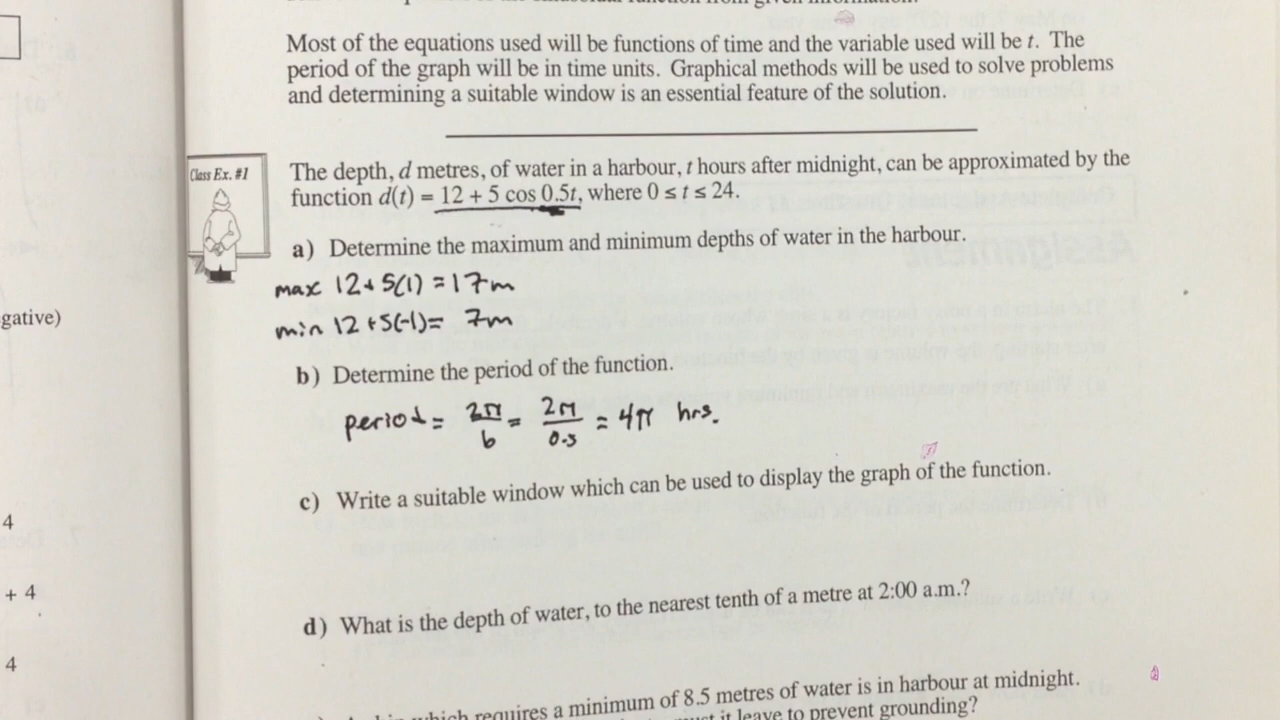 Most of the equations used will be functions of time and the variable used will be t. The
period of the graph will be in time units. Graphical methods will be used to solve problems
and determining a suitable window is an essential feature of the solution.
Class Ex. #1
The depth, d metres, of water in a harbour, t hours after midnight, can be approximated by the
function d(t) = 12 + 5 cos 0.5t, where 0 ≤ t ≤ 24.
a) Determine the maximum and minimum depths of water in the harbour.
max 12+5(1) = 17m
min 12+5(-1)= 7m
gative)
b) Determine the period of the function.
period = 2π/b = 2π/0.5 = 4π hrs.
c) Write a suitable window which can be used to display the graph of the function.
4
+ 4
d) What is the depth of water, to the nearest tenth of a metre at 2:00 a.m.?
4
which requires a minimum of 8.5 metres of water is in harbour at midnight.
it leave to prevent grounding?